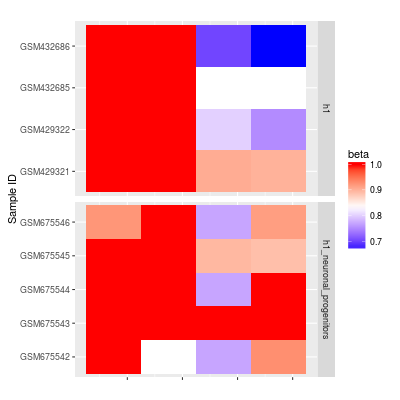 GSM432686
GSM432685
GSM429322
GSM429321
h1
GSM675546
GSM675545
GSM675544
GSM675543
GSM675542
h1_neuronal_progenitors
Sample ID
beta
1.0
0.9
0.8
0.7